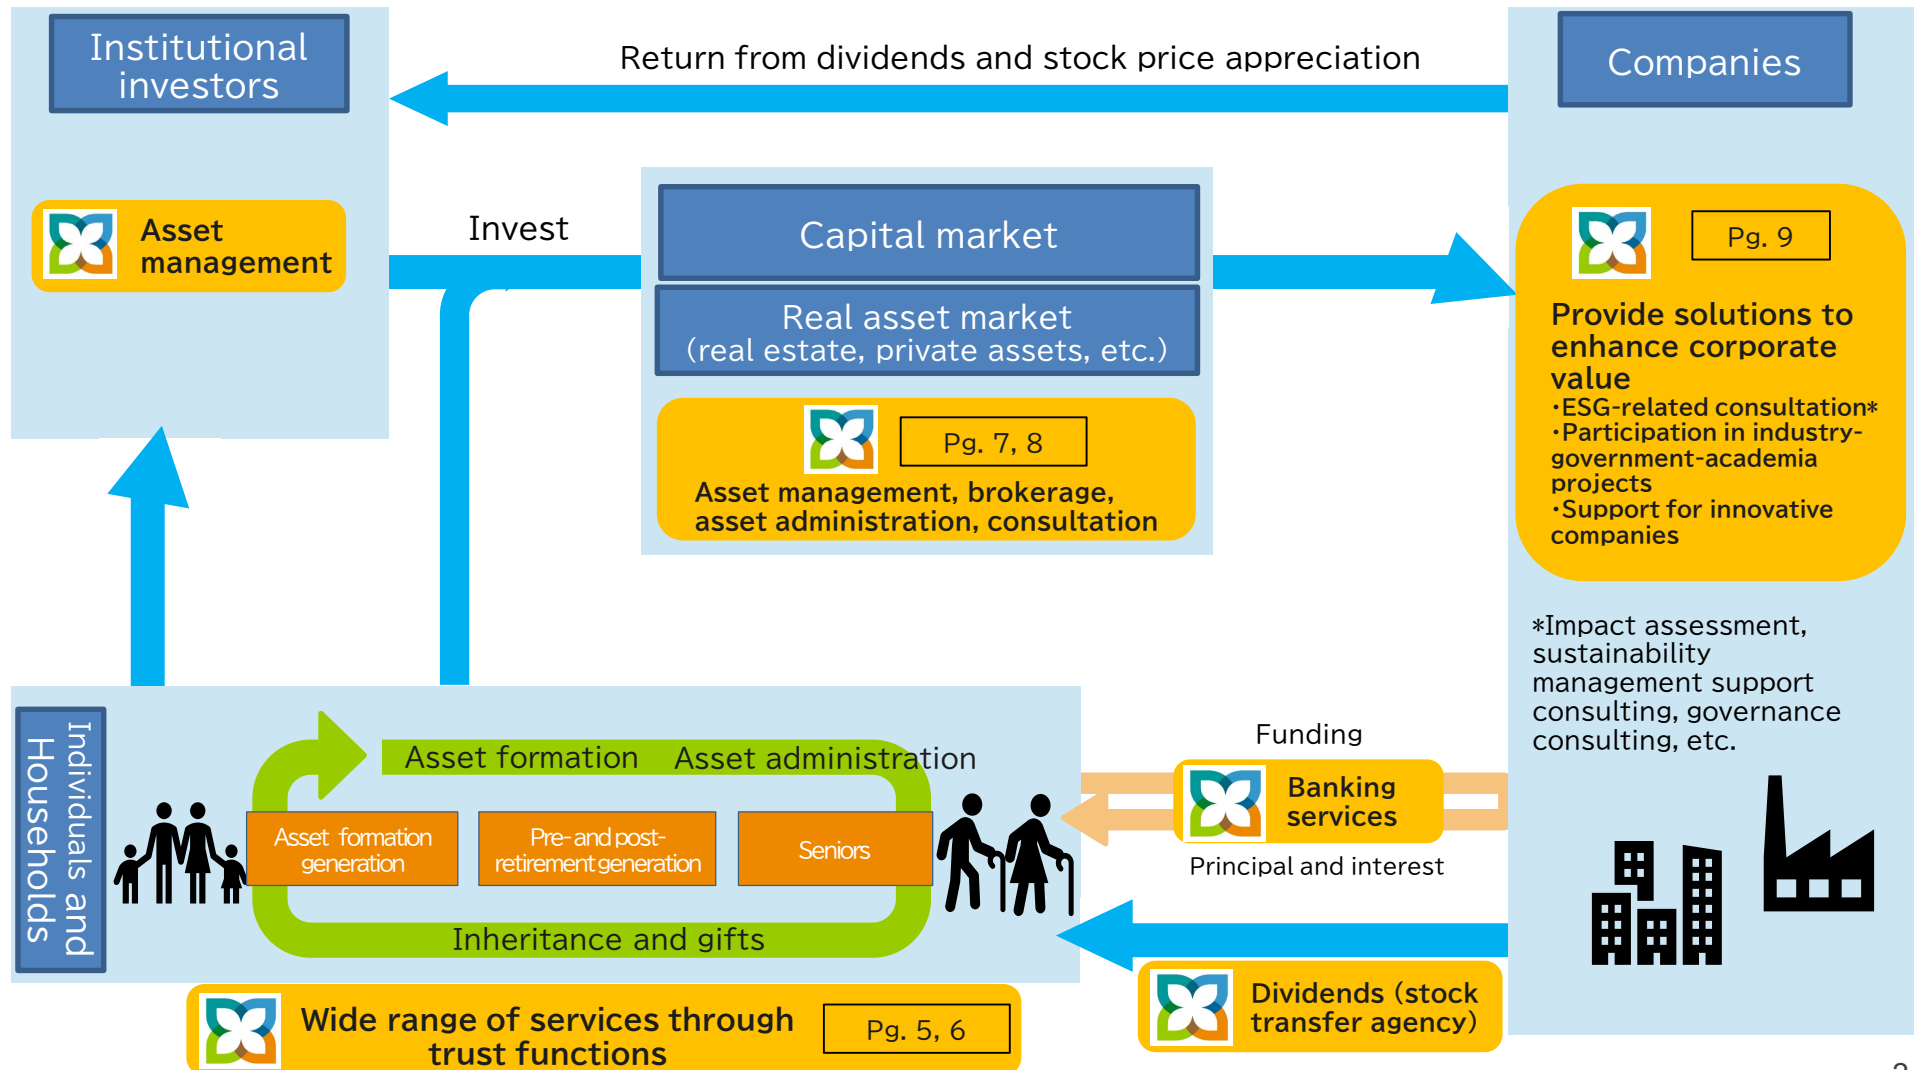 Institutional
investors
Return from dividends and stock price appreciation
Companies
Asset
management
Invest
Capital market
Real asset market
(real estate, private assets, etc.)
Pg. 7, 8
Asset management, brokerage,
asset administration, consultation
Pg. 9
Provide solutions to
enhance corporate
value
・ESG-related consultation*
・Participation in industry-
government-academia
projects
・Support for innovative
companies
*Impact assessment,
sustainability
management support
consulting, governance
consulting, etc.
Individuals and
Households
Asset formation
Asset administration
Asset formation
generation
Pre- and post-
retirement generation
Seniors
Inheritance and gifts
Funding
Banking
services
Principal and interest
Dividends (stock
transfer agency)
Wide range of services through
trust functions
Pg. 5, 6